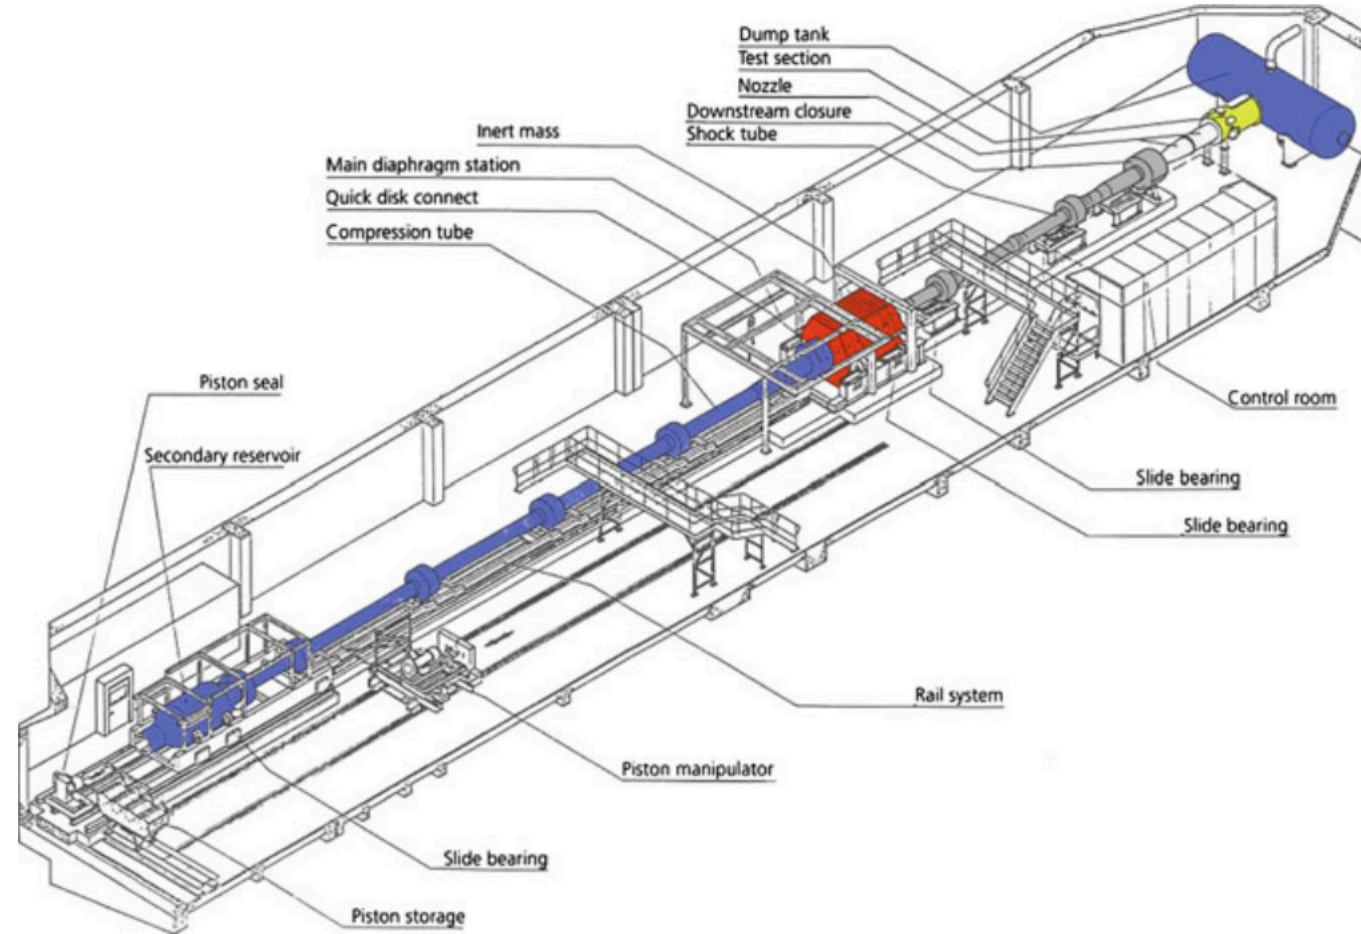 Dump tank
Test section
Nozzle
Downstream closure
Shock tube
Inert mass
Main diaphragm station
Quick disk connect
Compression tube
Piston seal
Secondary reservoir
Control room
Slide bearing
Slide bearing
Rail system
Piston manipulator
Slide bearing
Piston storage